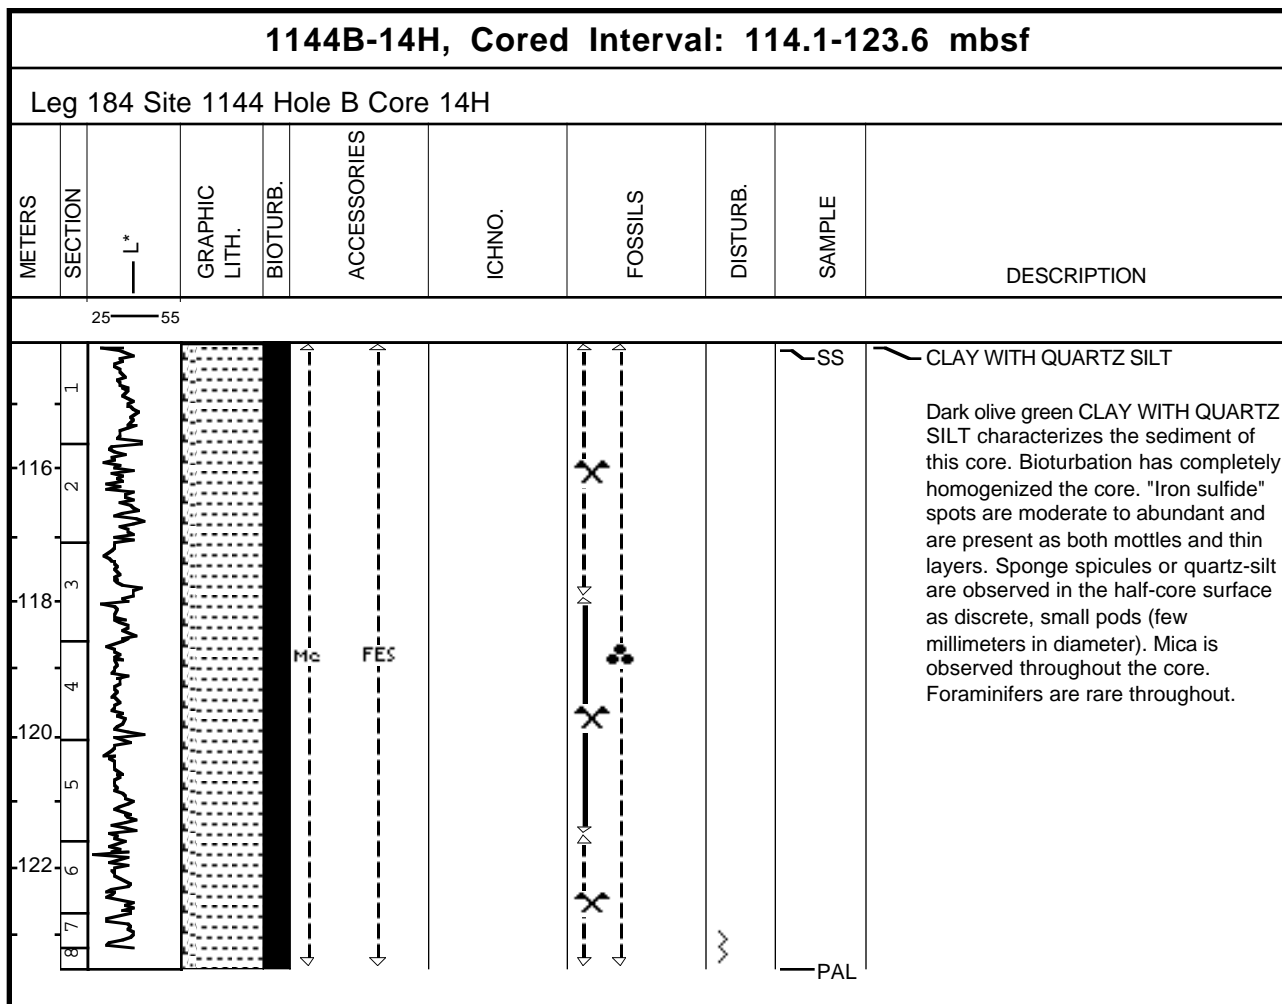 1144B-14H, Cored Interval: 114.1-123.6 mbsf
Leg 184 Site 1144 Hole B Core 14H
METERS
SECTION
L*
GRAPHIC
LITH.
BIOTURB.
ACCESSORIES
ICHNO.
FOSSILS
DISTURB.
SAMPLE
DESCRIPTION
25 55
1
2
3
4
5
6
7
8
116
118
120
122
Mc
FES
SS
PAL
CLAY WITH QUARTZ SILT
Dark olive green CLAY WITH QUARTZ
SILT characterizes the sediment of
this core. Bioturbation has completely
homogenized the core. "Iron sulfide"
spots are moderate to abundant and
are present as both mottles and thin
layers. Sponge spicules or quartz-silt
are observed in the half-core surface
as discrete, small pods (few
millimeters in diameter). Mica is
observed throughout the core.
Foraminifers are rare throughout.